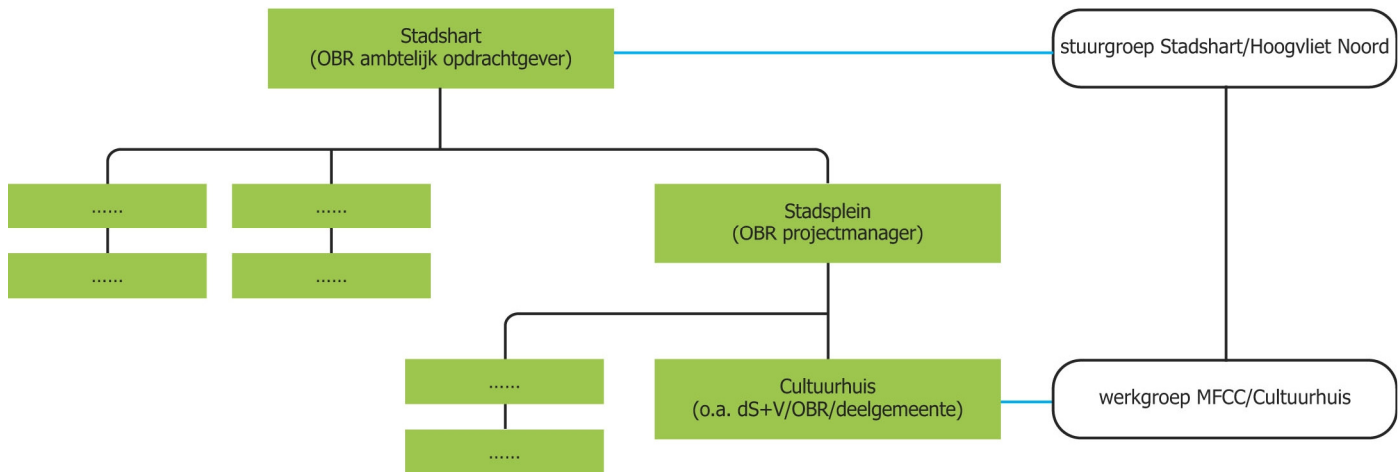 Stadshart
(OBR ambtelijk opdrachtgever)
stuurgroep Stadshart/Hoogvliet Noord
......
......
Stadsplein
(OBR projectmanager)
......
......
......
Cultuurhuis
(o.a. dS+V/OBR/deelgemeente)
werkgroep MFCC/Cultuurhuis
......